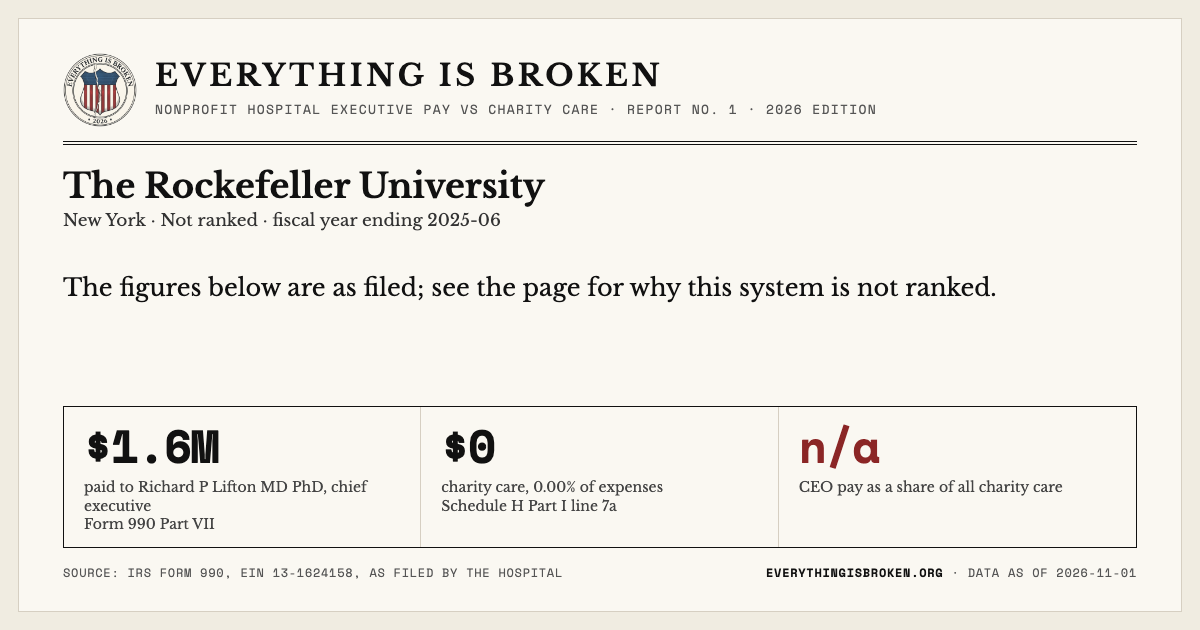 EVERYTHING IS BROKEN
2026
EVERYTHING IS BROKEN
NONPROFIT HOSPITAL EXECUTIVE PAY VS CHARITY CARE · REPORT NO. 1 · 2026 EDITION
The Rockefeller University
New York · Not ranked · fiscal year ending 2025-06
The figures below are as filed; see the page for why this system is not ranked.
$1.6M
paid to Richard P Lifton MD PhD, chief
executive
Form 990 Part VII
$0
charity care, 0.00% of expenses
Schedule H Part I line 7a
n/a
CEO pay as a share of all charity care
SOURCE: IRS FORM 990, EIN 13-1624158, AS FILED BY THE HOSPITAL
EVERYTHINGISBROKEN.ORG · DATA AS OF 2026-11-01